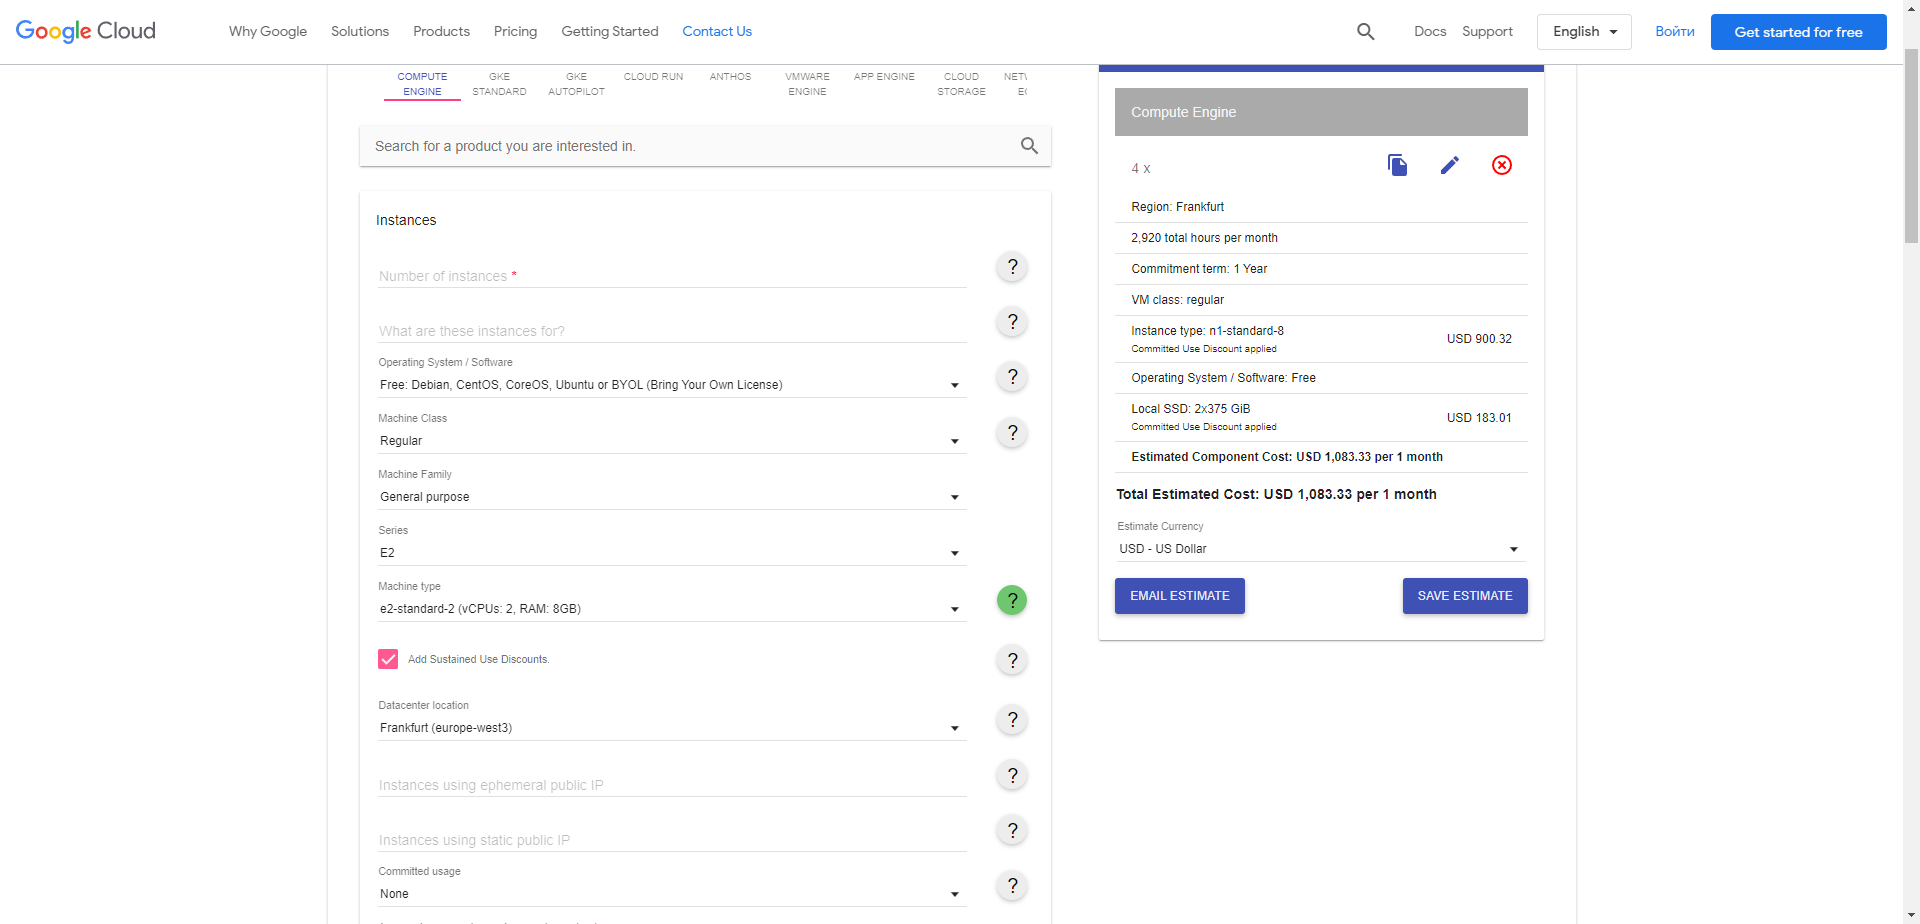 Google Cloud
Why Google
Solutions
Products
Pricing
Getting Started
Contact Us
Docs
Support
English
Войти
Get started for free
COMPUTE
ENGINE
GKE
STANDARD
GKE
AUTOPILOT
CLOUD RUN
ANTHOS
VMWARE
ENGINE
APP ENGINE
CLOUD
STORAGE
Search for a product you are interested in.
Instances
Number of instances *
?
What are these instances for?
?
Operating System / Software
Free: Debian, CentOS, CoreOS, Ubuntu or BYOL (Bring Your Own License)
?
Machine Class
Regular
?
Machine Family
General purpose
Series
E2
Machine type
e2-standard-2 (vCPUs: 2, RAM: 8GB)
?
Add Sustained Use Discounts.
?
Datacenter location
Frankfurt (europe-west3)
?
Instances using ephemeral public IP
?
Instances using static public IP
?
Committed usage
None
?
Compute Engine
4 x
Region: Frankfurt
2,920 total hours per month
Commitment term: 1 Year
VM class: regular
Instance type: n1-standard-8
USD 900.32
Committed Use Discount applied
Operating System / Software: Free
Local SSD: 2x375 GiB
USD 183.01
Committed Use Discount applied
Estimated Component Cost: USD 1,083.33 per 1 month
Total Estimated Cost: USD 1,083.33 per 1 month
Estimate Currency
USD - US Dollar
EMAIL ESTIMATE
SAVE ESTIMATE